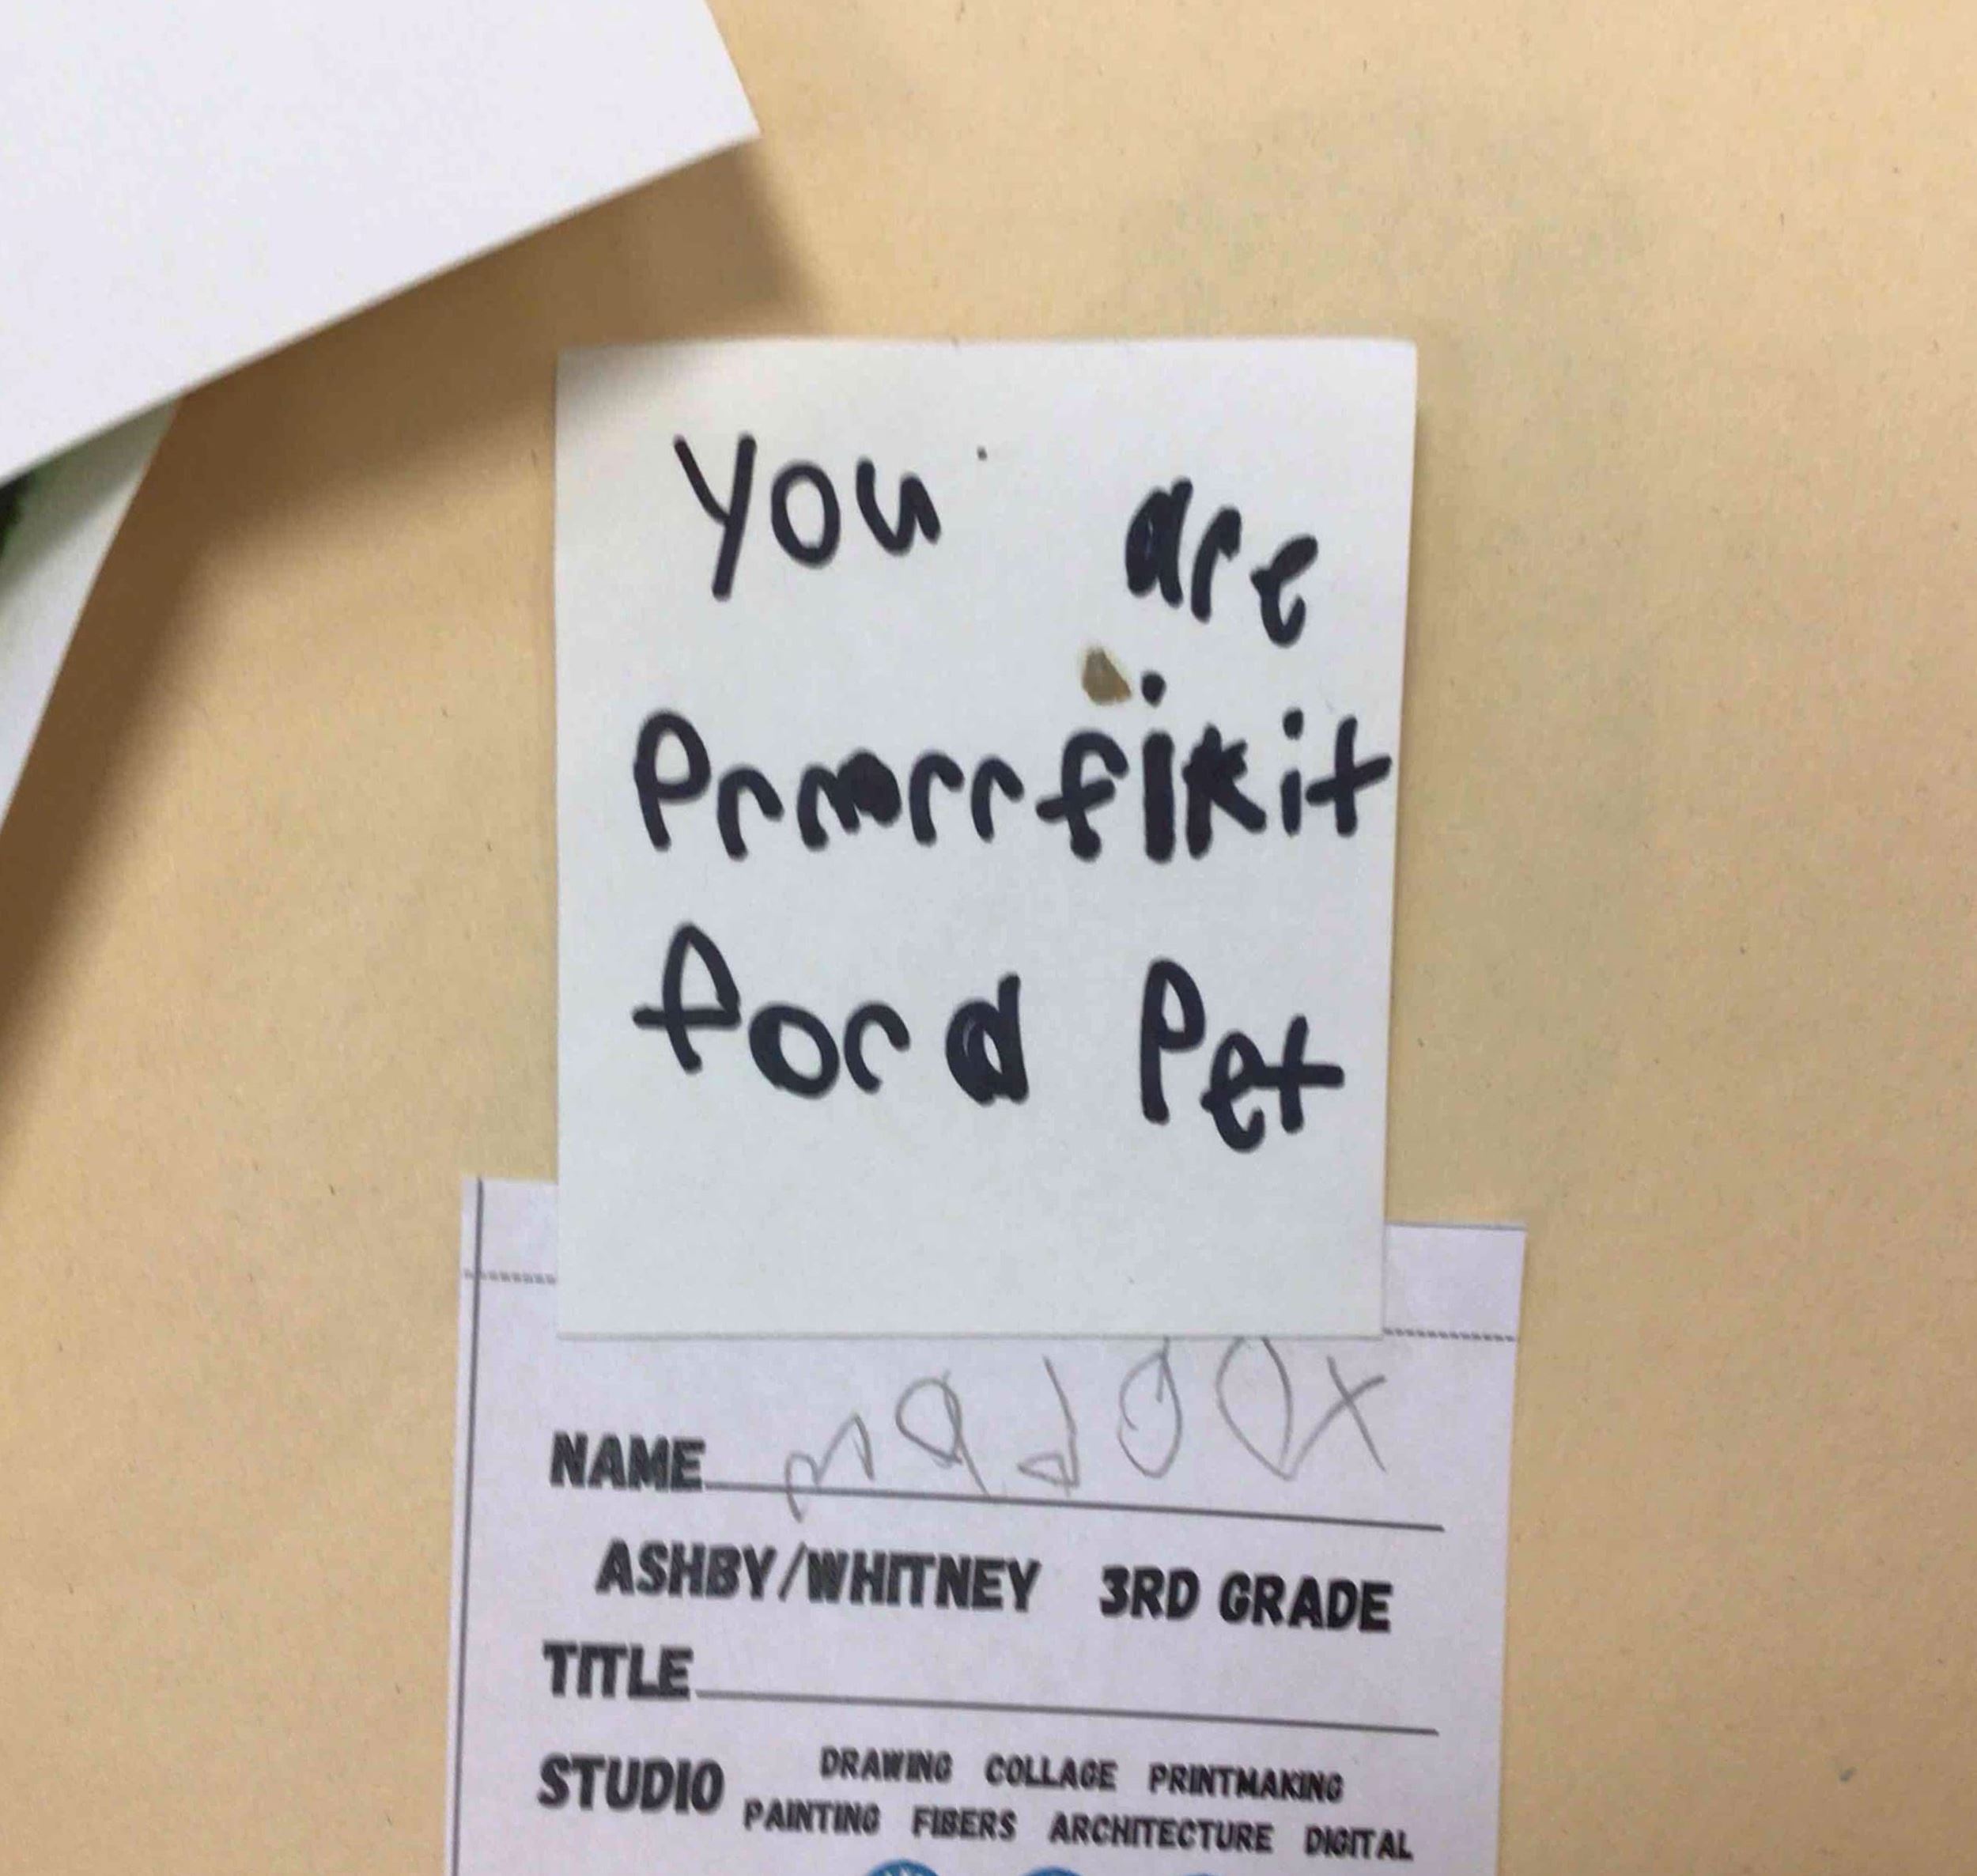 you are
Prmorrfikit
for a Pet
NAME maddox
ASHBY/WHITNEY 3RD GRADE
TITLE
STUDIO DRAWING COLLAGE PRINTMAKING
PAINTING FIBERS ARCHITECTURE DIGITAL